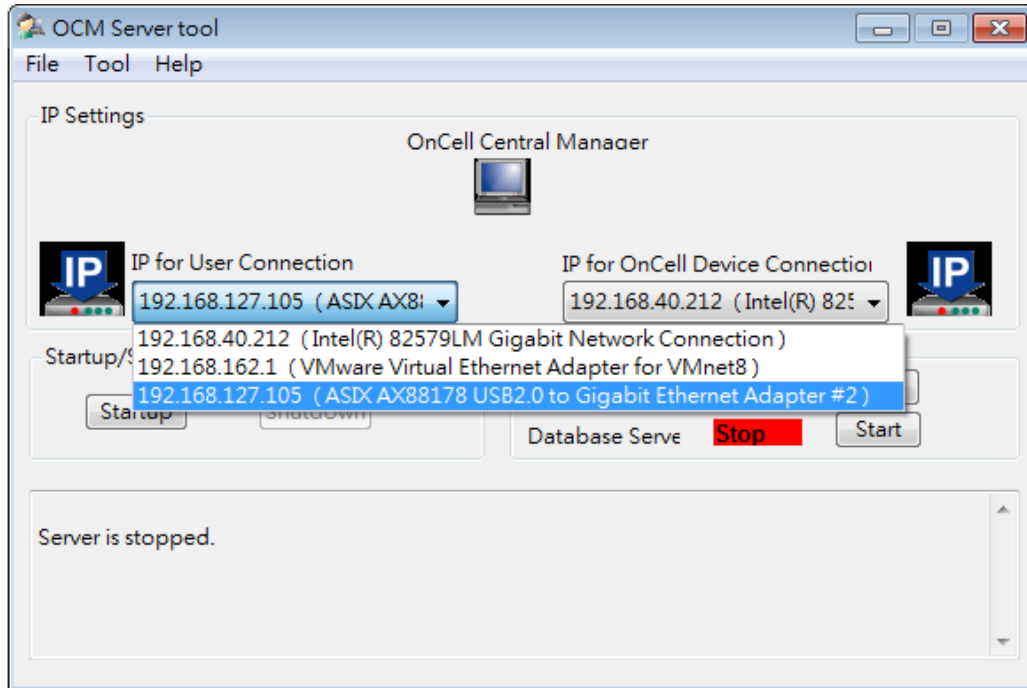 OCM Server tool
File Tool Help
IP Settings
OnCell Central Manager
IP
IP for User Connection
IP for OnCell Device Connection
IP
192.168.127.105 ( ASIX AX88
192.168.40.212 ( Intel(R) 825
192.168.40.212 ( Intel(R) 82579LM Gigabit Network Connection )
192.168.162.1 ( VMware Virtual Ethernet Adapter for VMnet8 )
192.168.127.105 ( ASIX AX88178 USB2.0 to Gigabit Ethernet Adapter #2 )
Startup/S
Startup
Shutdown
Database Serve
Stop
Start
Server is stopped.